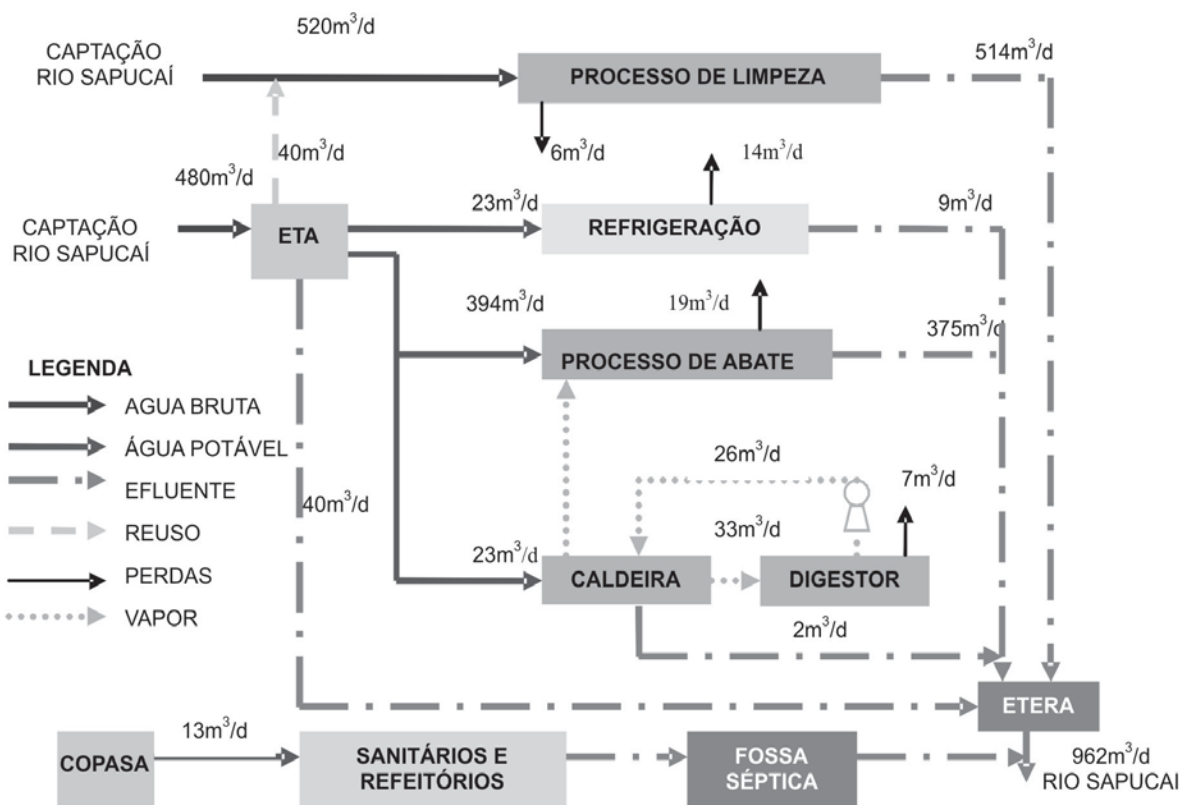 520m³/d
CAPTAÇÃO
RIO SAPUCAÍ
PROCESSO DE LIMPEZA
514m³/d
40m³/d
6m³/d
14m³/d
480m³/d
CAPTAÇÃO
RIO SAPUCAÍ
ETA
23m³/d
REFRIGERAÇÃO
9m³/d
394m³/d
19m³/d
PROCESSO DE ABATE
375m³/d
LEGENDA
AGUA BRUTA
ÁGUA POTÁVEL
EFLUENTE
REUSO
PERDAS
VAPOR
40m³/d
26m³/d
7m³/d
33m³/d
23m³/d
CALDEIRA
DIGESTOR
2m³/d
ETERA
13m³/d
COPASA
SANITÁRIOS E
REFEITÓRIOS
FOSSA
SÉPTICA
962m³/d
RIO SAPUCAI